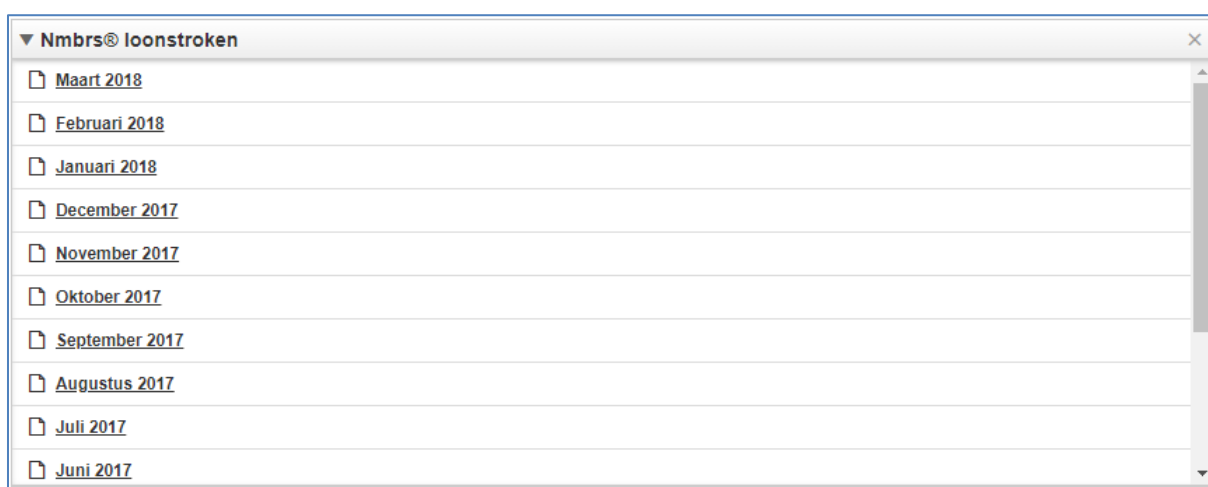 Nmbrs® loonstroken
Maart 2018
Februari 2018
Januari 2018
December 2017
November 2017
Oktober 2017
September 2017
Augustus 2017
Juli 2017
Juni 2017